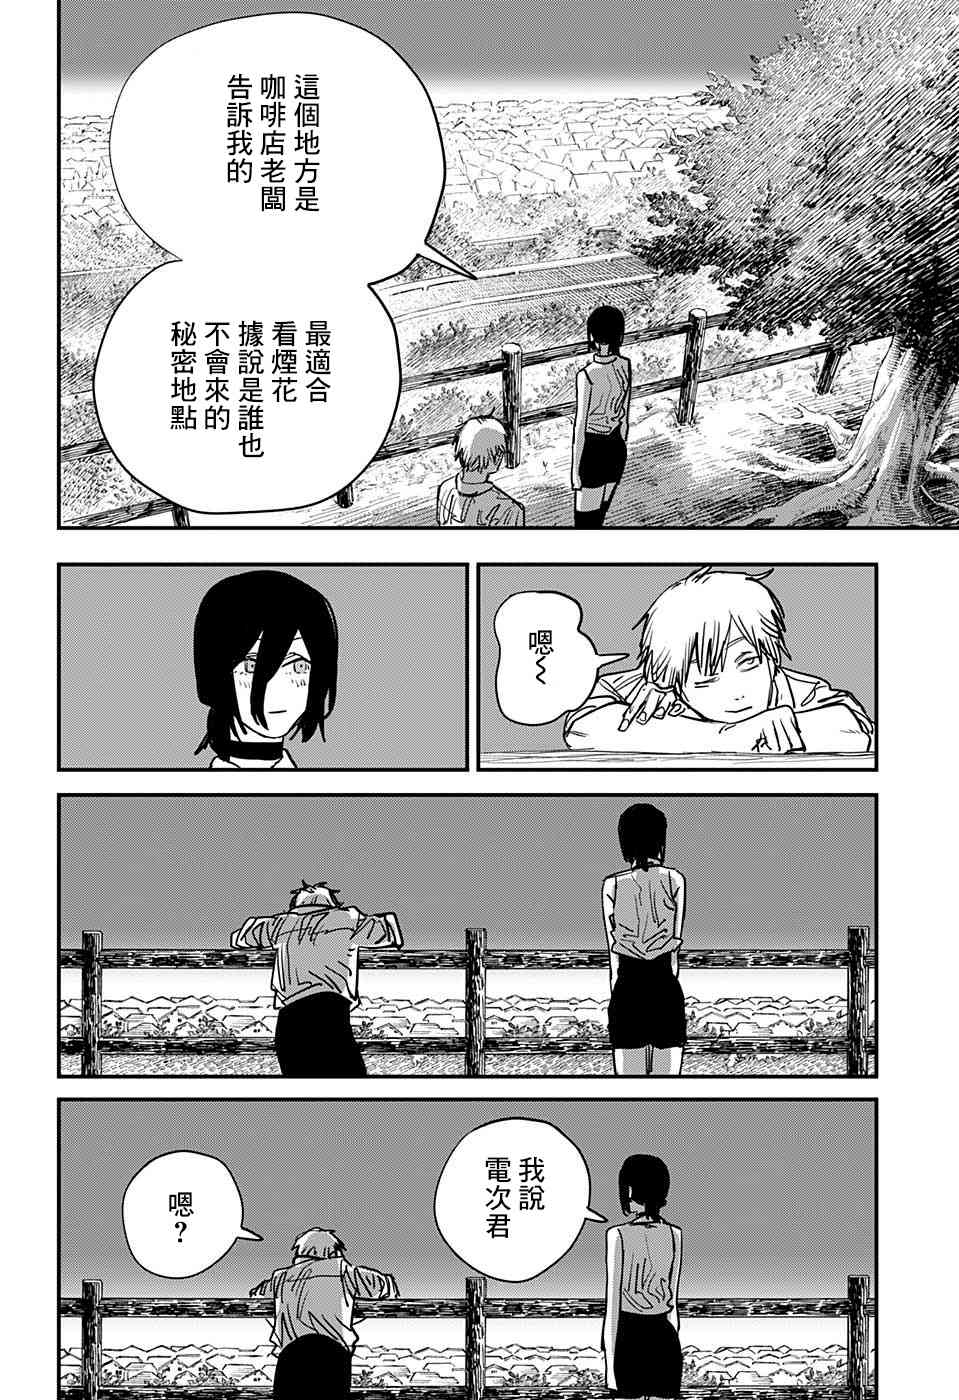 這個地方是
咖啡店老闆
告訴我的
最適合
看煙花
據說是誰也
不會來的
秘密地點
嗯～
我說
電次君
嗯?